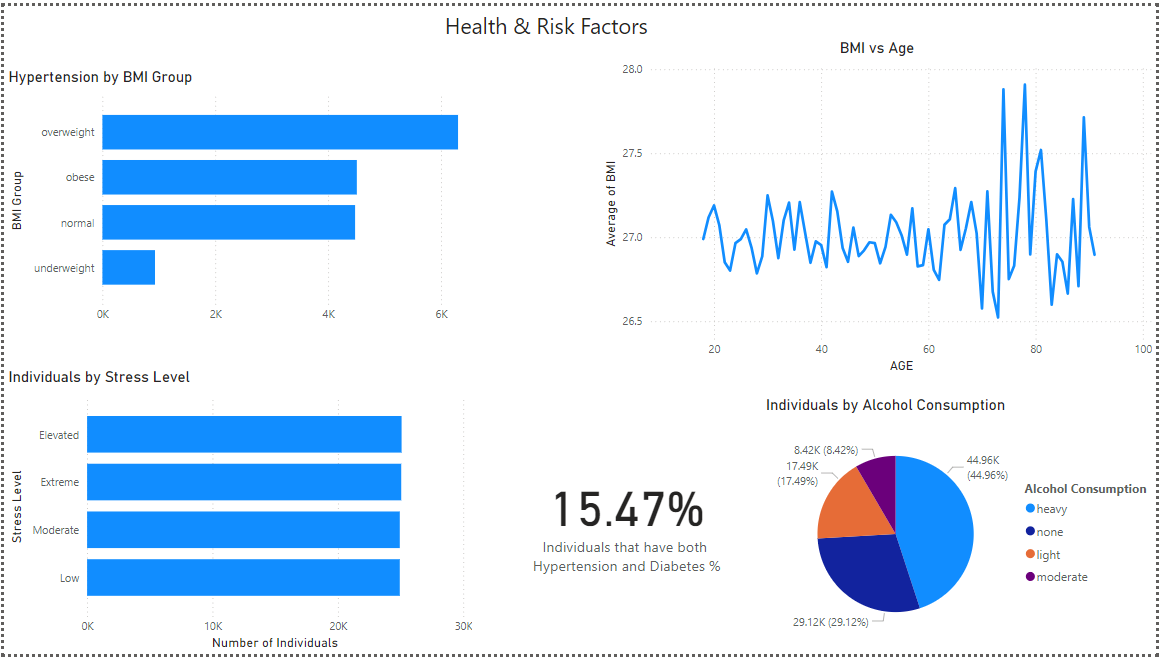 Health & Risk Factors
Hypertension by BMI Group
BMI Group
overweight
obese
normal
underweight
0K 2K 4K 6K
BMI vs Age
Average of BMI
28.0
27.5
27.0
26.5
20 40 60 80 100
AGE
Individuals by Stress Level
Stress Level
Elevated
Extreme
Moderate
Low
0K 10K 20K 30K
Number of Individuals
15.47%
Individuals that have both
Hypertension and Diabetes %
Individuals by Alcohol Consumption
8.42K (8.42%)
17.49K
(17.49%)
44.96K
(44.96%)
29.12K (29.12%)
Alcohol Consumption
heavy
none
light
moderate